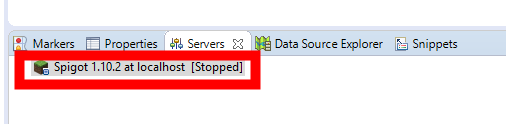 Markers Properties Servers Data Source Explorer Snippets
Spigot 1.10.2 at localhost [Stopped]